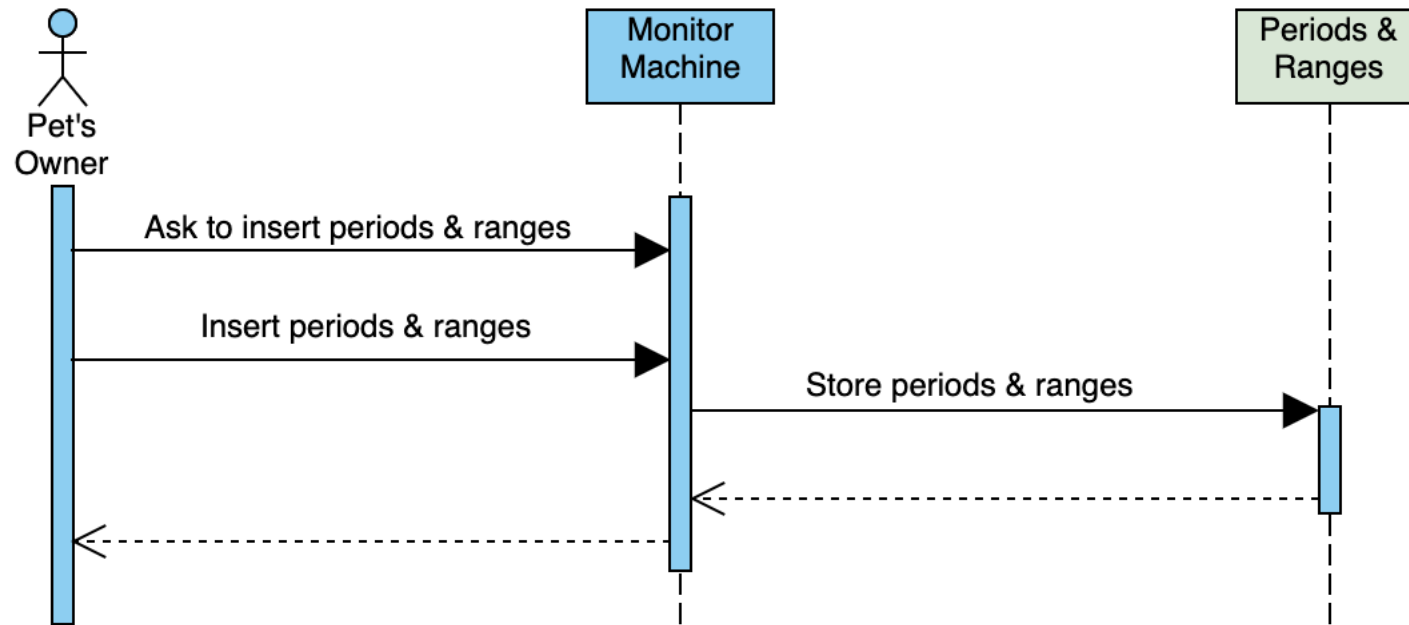 Monitor
Machine
Periods &
Ranges
Pet's
Owner
Ask to insert periods & ranges
Insert periods & ranges
Store periods & ranges